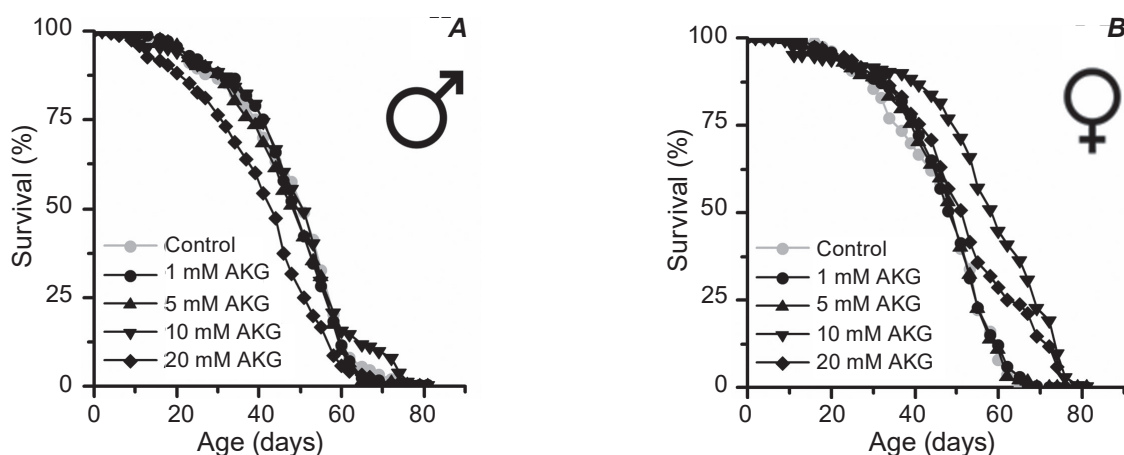 A
100
75
50
25
0
Survival (%)
Control
1 mM AKG
5 mM AKG
10 mM AKG
20 mM AKG
0 20 40 60 80
Age (days)
B
100
75
50
25
0
Survival (%)
Control
1 mM AKG
5 mM AKG
10 mM AKG
20 mM AKG
0 20 40 60 80
Age (days)